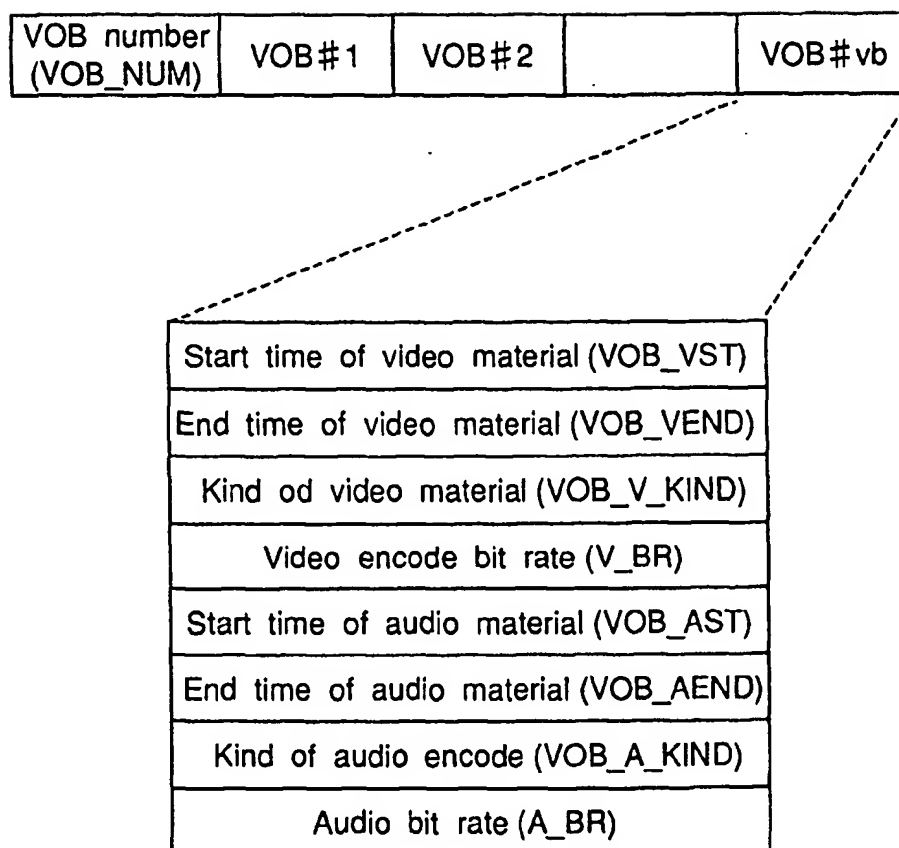 VOB number
(VOB_NUM)
VOB#1
VOB#2
VOB#vb
Start time of video material (VOB_VST)
End time of video material (VOB_VEND)
Kind od video material (VOB_V_KIND)
Video encode bit rate (V_BR)
Start time of audio material (VOB_AST)
End time of audio material (VOB_AEND)
Kind of audio encode (VOB_A_KIND)
Audio bit rate (A_BR)